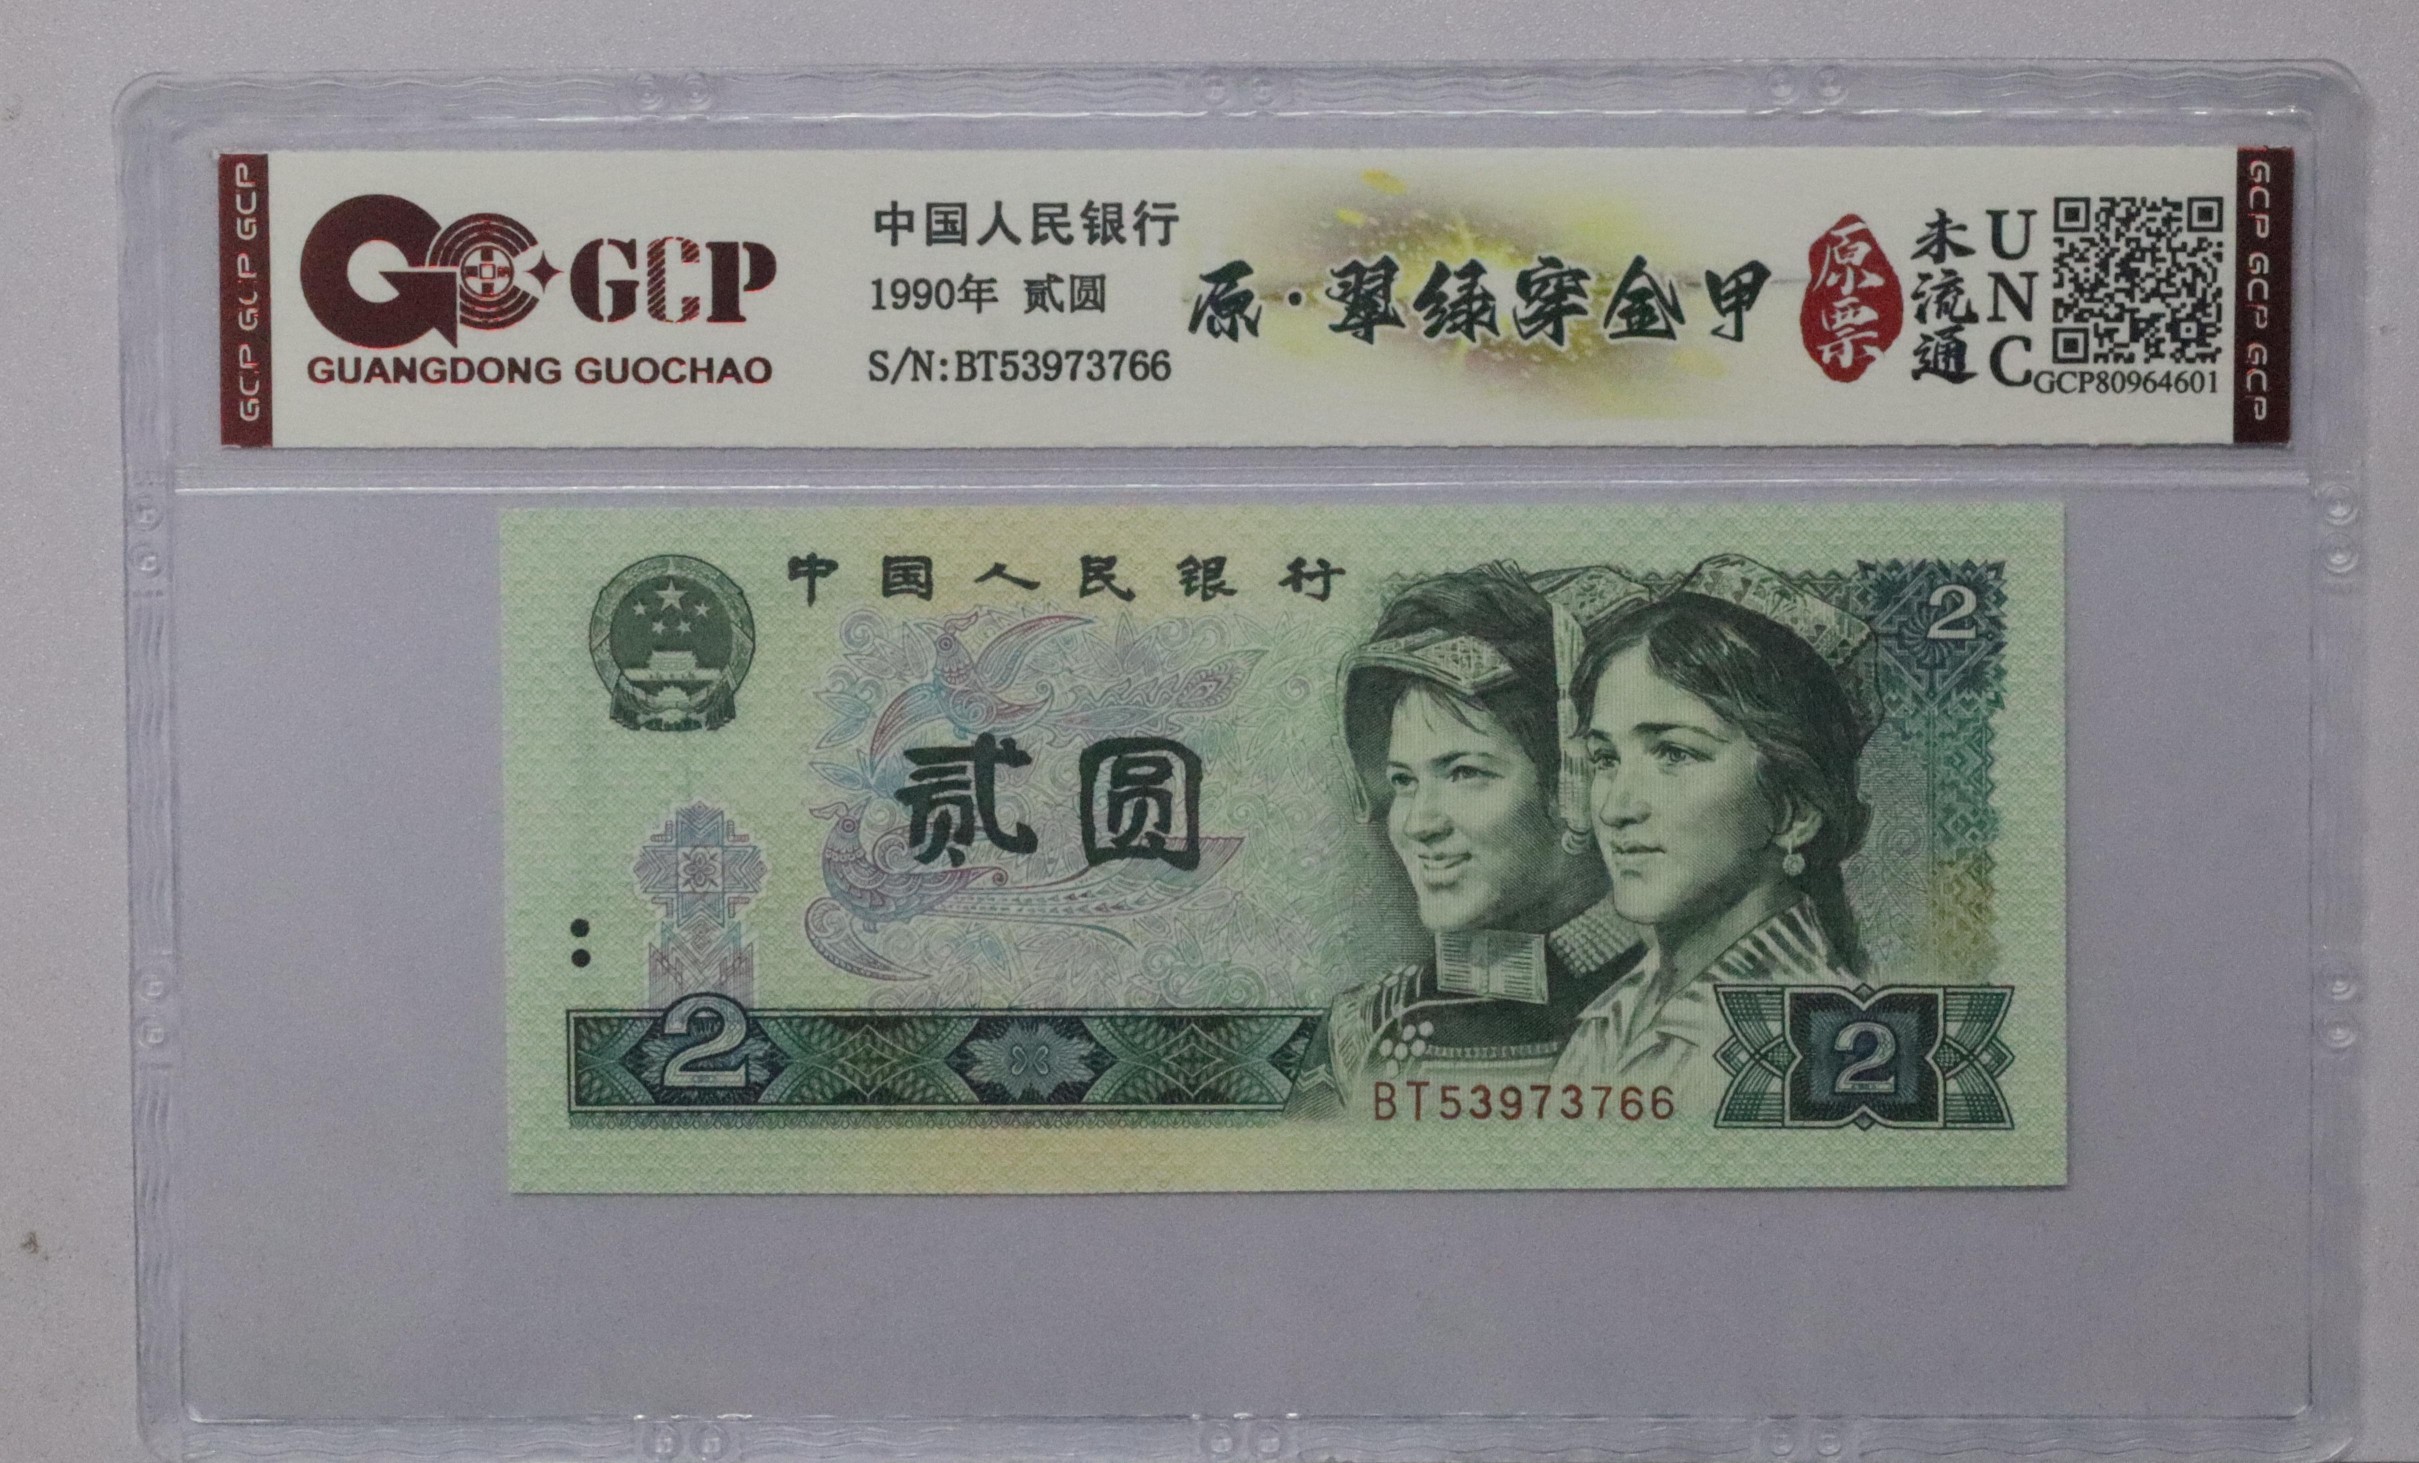 GCP GCP GCP
GCP
GUANGDONG GUOCHAO
中国人民银行
1990年 贰圆
S/N:BT53973766
原·翠绿穿金甲
原票
未流通
UNC
GCP80964601
GCP GCP GCP
中国人民银行
2
贰圆
2
BT53973766
2